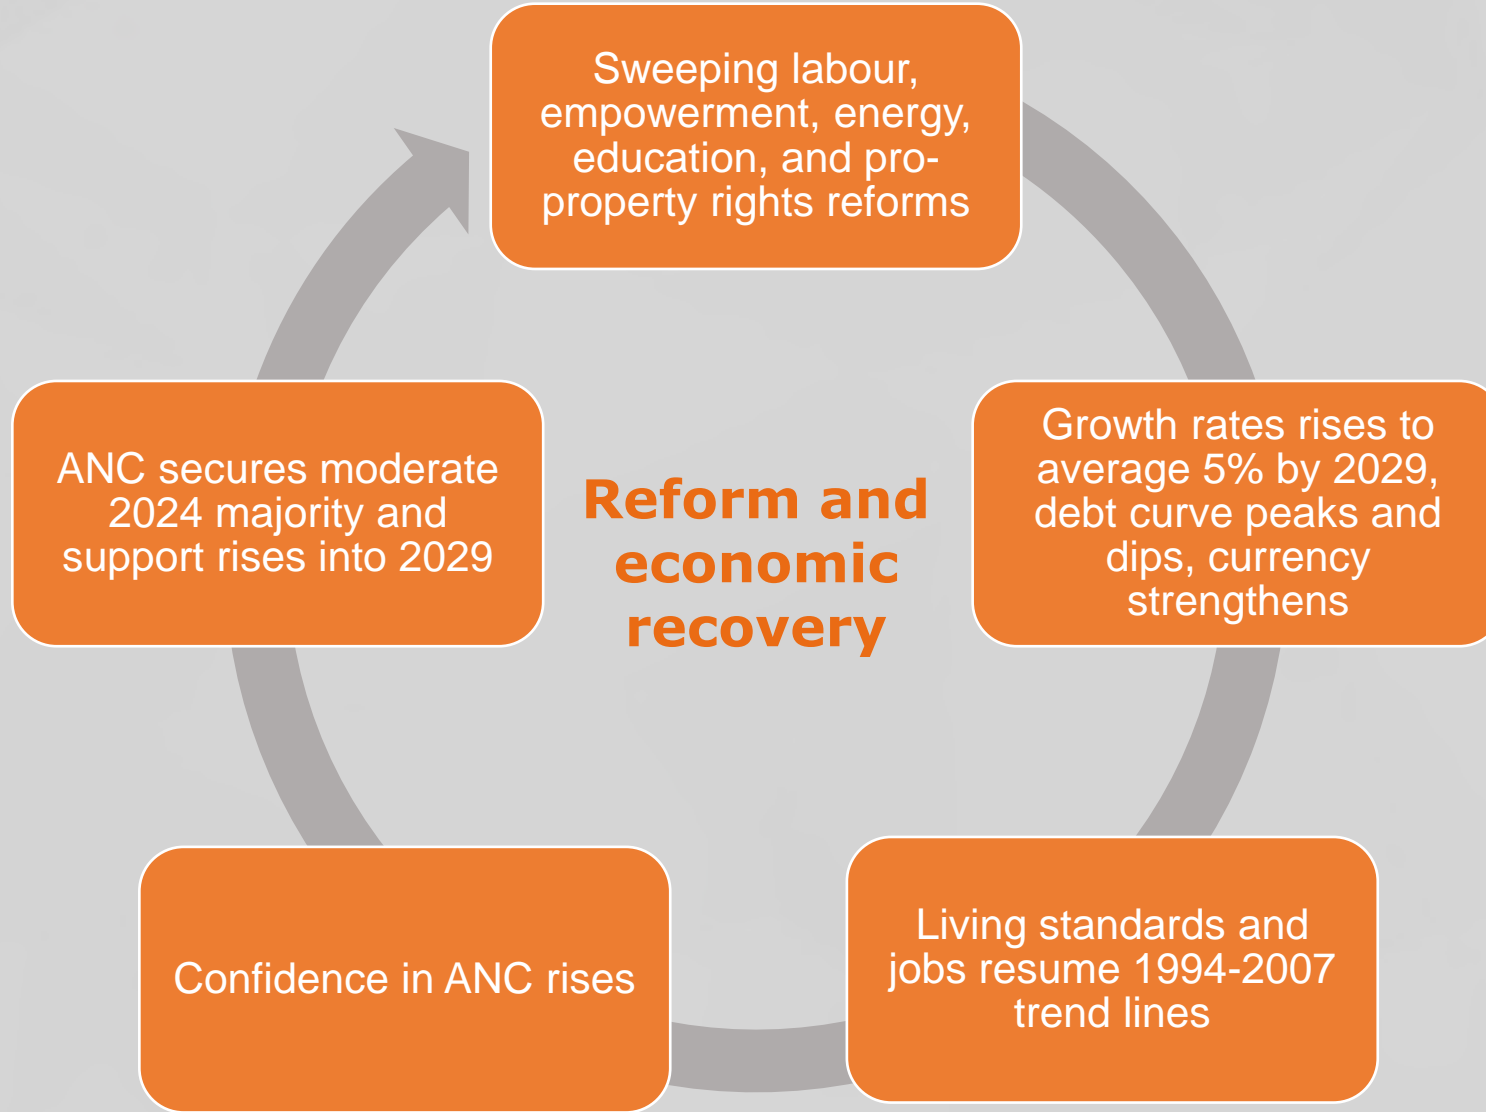 Sweeping labour,
empowerment, energy,
education, and pro-
property rights reforms
Growth rates rises to
average 5% by 2029,
debt curve peaks and
dips, currency
strengthens
Living standards and
jobs resume 1994-2007
trend lines
Confidence in ANC rises
ANC secures moderate
2024 majority and
support rises into 2029
Reform and
economic
recovery